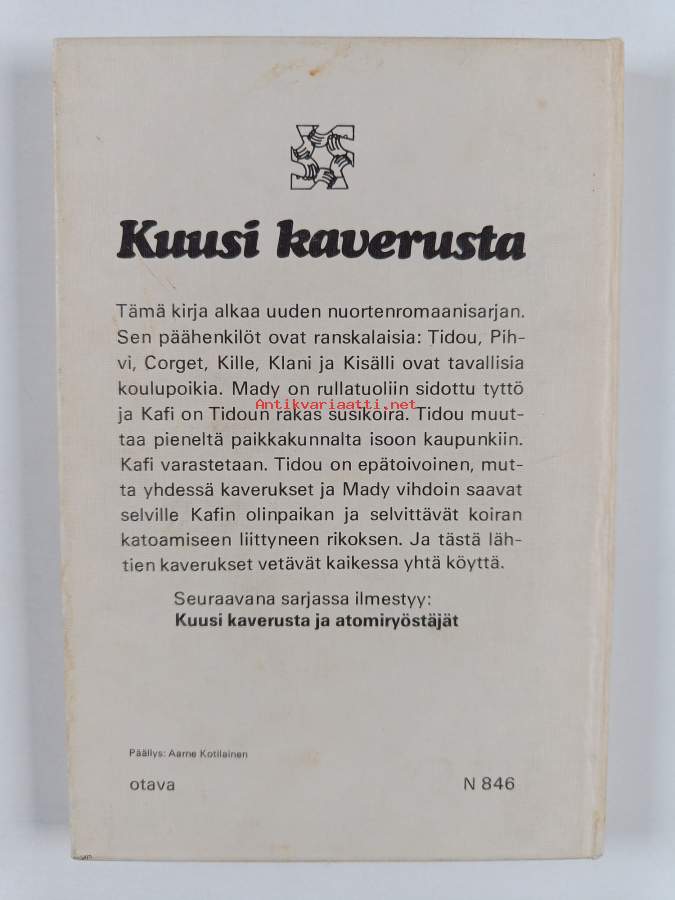 Kuusi kaverusta
Tämä kirja alkaa uuden nuortenromaanisarjan.
Sen päähenkilöt ovat ranskalaisia: Tidou, Pih-
vi, Corget, Kille, Klani ja Kisälli ovat tavallisia
koulupoikia. Mady on rullatuoliin sidottu tyttö
Antikvariaatti.net
ja Kafi on Tidoun rakas susikoira. Tidou muut-
taa pieneltä paikkakunnalta isoon kaupunkiin.
Kafi varastetaan. Tidou on epätoivoinen, mut-
ta yhdessä kaverukset ja Mady vihdoin saavat
selville Kafin olinpaikan ja selvittävät koiran
katoamiseen liittyneen rikoksen. Ja tästä läh-
tien kaverukset vetävät kaikessa yhtä köyttä.
Seuraavana sarjassa ilmestyy:
Kuusi kaverusta ja atomiryöstäjät
Päällys: Aarne Kotilainen
otava N 846